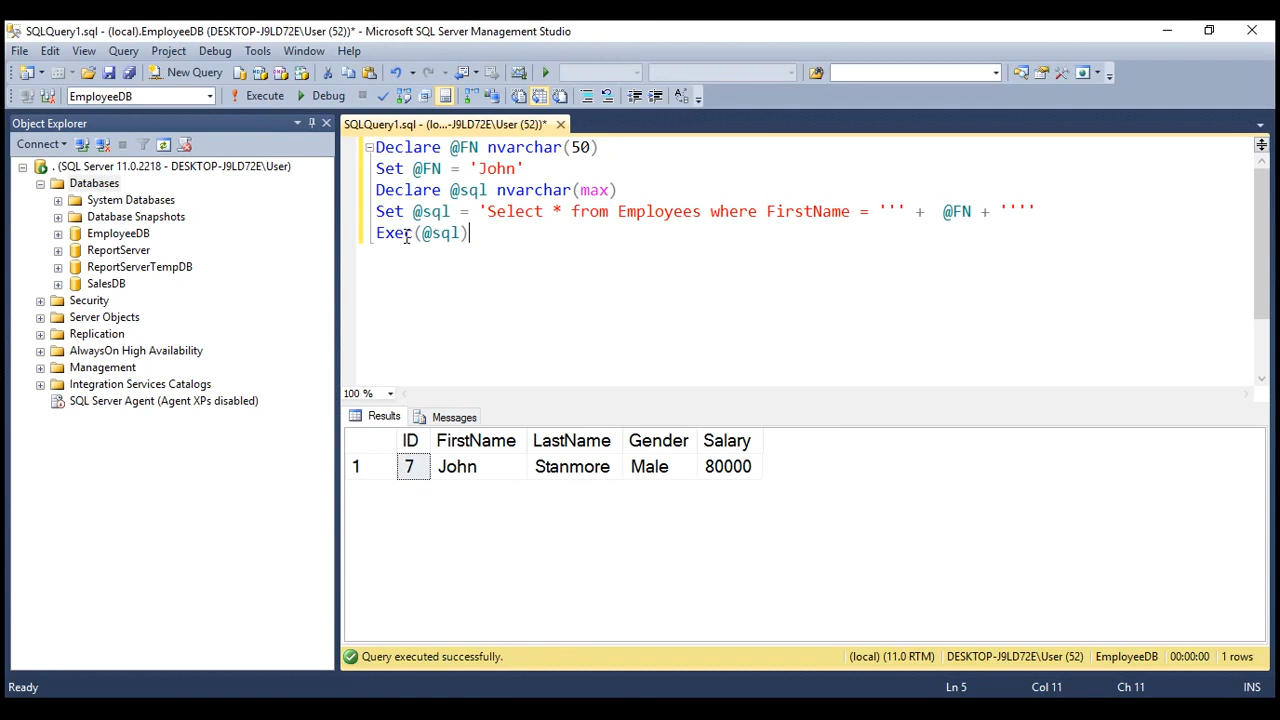 SQLQuery1.sql - (local).EmployeeDB (DESKTOP-J9LD72E\User (52))* - Microsoft SQL Server Management Studio
File Edit View Query Project Debug Tools Window Help
New Query
EmployeeDB Execute Debug
Object Explorer
Connect
. (SQL Server 11.0.2218 - DESKTOP-J9LD72E\User)
Databases
System Databases
Database Snapshots
EmployeeDB
ReportServer
ReportServerTempDB
SalesDB
Security
Server Objects
Replication
AlwaysOn High Availability
Management
Integration Services Catalogs
SQL Server Agent (Agent XPs disabled)
SQLQuery1.sql - (lo...-J9LD72E\User (52))*
Declare @FN nvarchar(50)
Set @FN = 'John'
Declare @sql nvarchar(max)
Set @sql = 'Select * from Employees where FirstName = ''' +  @FN + ''''
Exec(@sql)
100 %
Results Messages
ID FirstName LastName Gender Salary
1 7 John Stanmore Male 80000
Query executed successfully. (local) (11.0 RTM) DESKTOP-J9LD72E\User (52) EmployeeDB 00:00:00 1 rows
Ready Ln 5 Col 11 Ch 11 INS